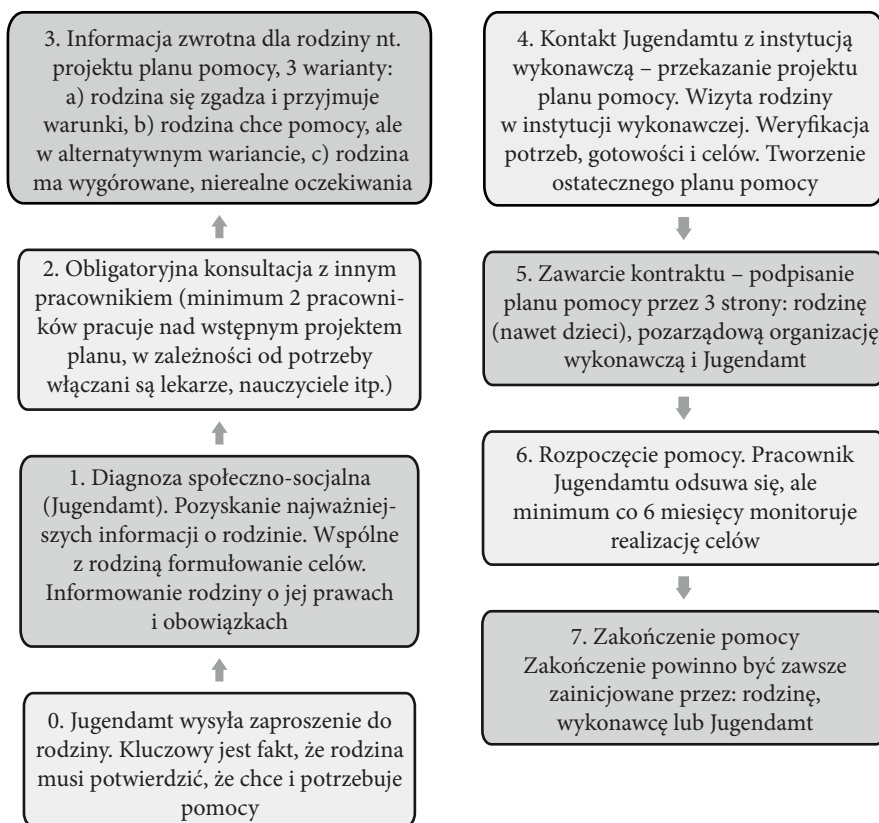 3. Informacja zwrotna dla rodziny nt.
projektu planu pomocy, 3 warianty:
a) rodzina się zgadza i przyjmuje
warunki, b) rodzina chce pomocy, ale
w alternatywnym wariancie, c) rodzina
ma wygórowane, nierealne oczekiwania
2. Obligatoryjna konsultacja z innym
pracownikiem (minimum 2 pracowni-
ków pracuje nad wstępnym projektem
planu, w zależności od potrzeby
włączani są lekarze, nauczyciele itp.)
1. Diagnoza społeczno-socjalna
(Jugendamt). Pozyskanie najważniej-
szych informacji o rodzinie. Wspólne
z rodziną formułowanie celów.
Informowanie rodziny o jej prawach
i obowiązkach
0. Jugendamt wysyła zaproszenie do
rodziny. Kluczowy jest fakt, że rodzina
musi potwierdzić, że chce i potrzebuje
pomocy
4. Kontakt Jugendamtu z instytucją
wykonawczą – przekazanie projektu
planu pomocy. Wizyta rodziny
w instytucji wykonawczej. Weryfikacja
potrzeb, gotowości i celów. Tworzenie
ostatecznego planu pomocy
5. Zawarcie kontraktu – podpisanie
planu pomocy przez 3 strony: rodzinę
(nawet dzieci), pozarządową organizację
wykonawczą i Jugendamt
6. Rozpoczęcie pomocy. Pracownik
Jugendamtu odsuwa się, ale
minimum co 6 miesięcy monitoruje
realizację celów
7. Zakończenie pomocy
Zakończenie powinno być zawsze
zainicjowane przez: rodzinę,
wykonawcę lub Jugendamt